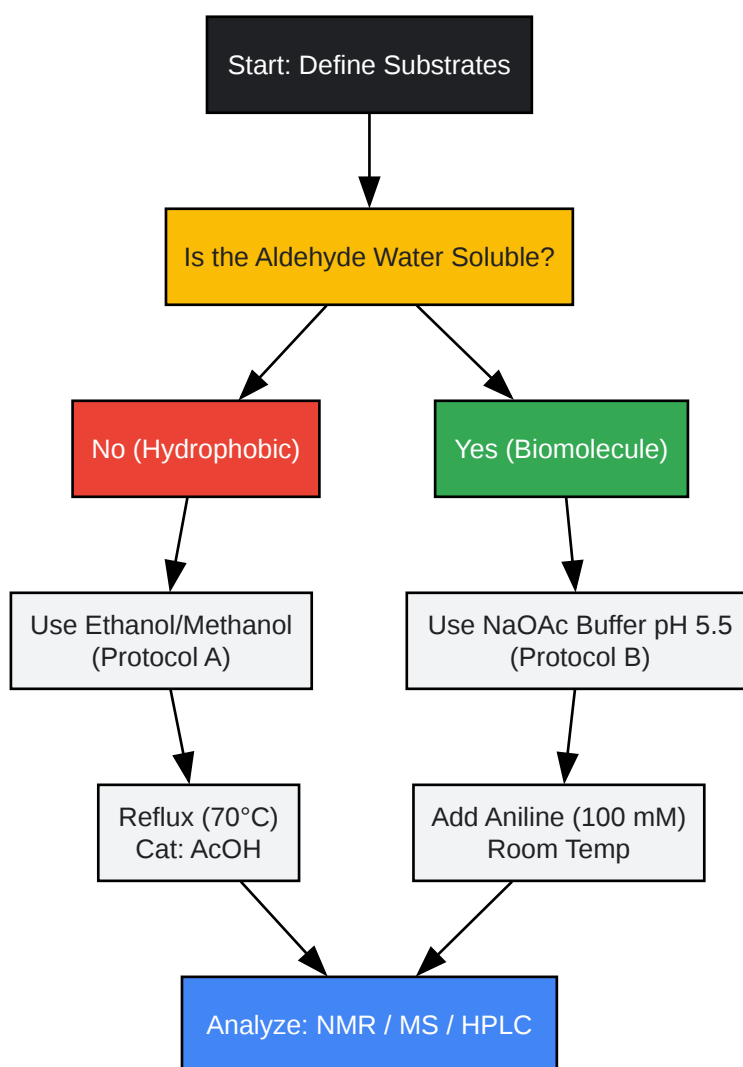 Start: Define Substrates
Is the Aldehyde Water Soluble?
No (Hydrophobic)
Yes (Biomolecule)
Use Ethanol/Methanol
(Protocol A)
Use NaOAc Buffer pH 5.5
(Protocol B)
Reflux (70°C)
Cat: AcOH
Add Aniline (100 mM)
Room Temp
Analyze: NMR / MS / HPLC